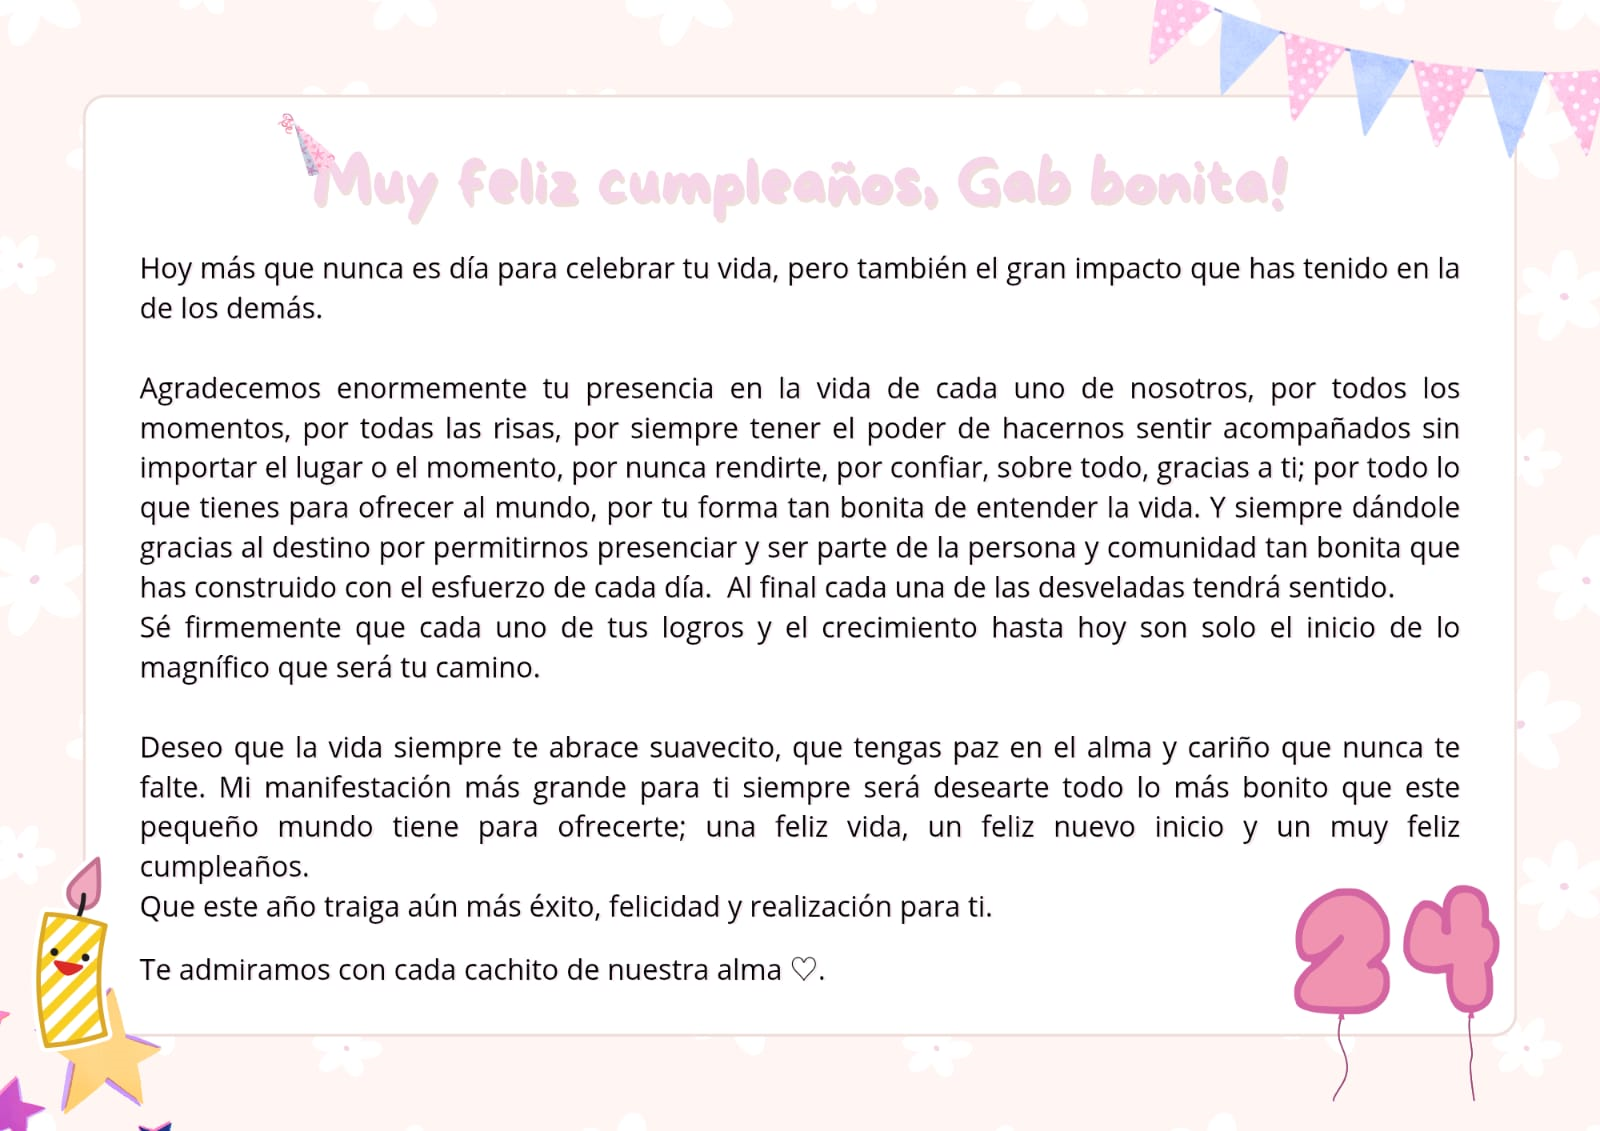 Muy feliz cumpleaños, Gab bonita!
Hoy más que nunca es día para celebrar tu vida, pero también el gran impacto que has tenido en la
de los demás.
Agradecemos enormemente tu presencia en la vida de cada uno de nosotros, por todos los
momentos, por todas las risas, por siempre tener el poder de hacernos sentir acompañados sin
importar el lugar o el momento, por nunca rendirte, por confiar, sobre todo, gracias a ti; por todo lo
que tienes para ofrecer al mundo, por tu forma tan bonita de entender la vida. Y siempre dándole
gracias al destino por permitirnos presenciar y ser parte de la persona y comunidad tan bonita que
has construido con el esfuerzo de cada día.  Al final cada una de las desveladas tendrá sentido.
Sé firmemente que cada uno de tus logros y el crecimiento hasta hoy son solo el inicio de lo
magnífico que será tu camino.
Deseo que la vida siempre te abrace suavecito, que tengas paz en el alma y cariño que nunca te
falte. Mi manifestación más grande para ti siempre será desearte todo lo más bonito que este
pequeño mundo tiene para ofrecerte; una feliz vida, un feliz nuevo inicio y un muy feliz
cumpleaños.
Que este año traiga aún más éxito, felicidad y realización para ti.
Te admiramos con cada cachito de nuestra alma ♡.
24